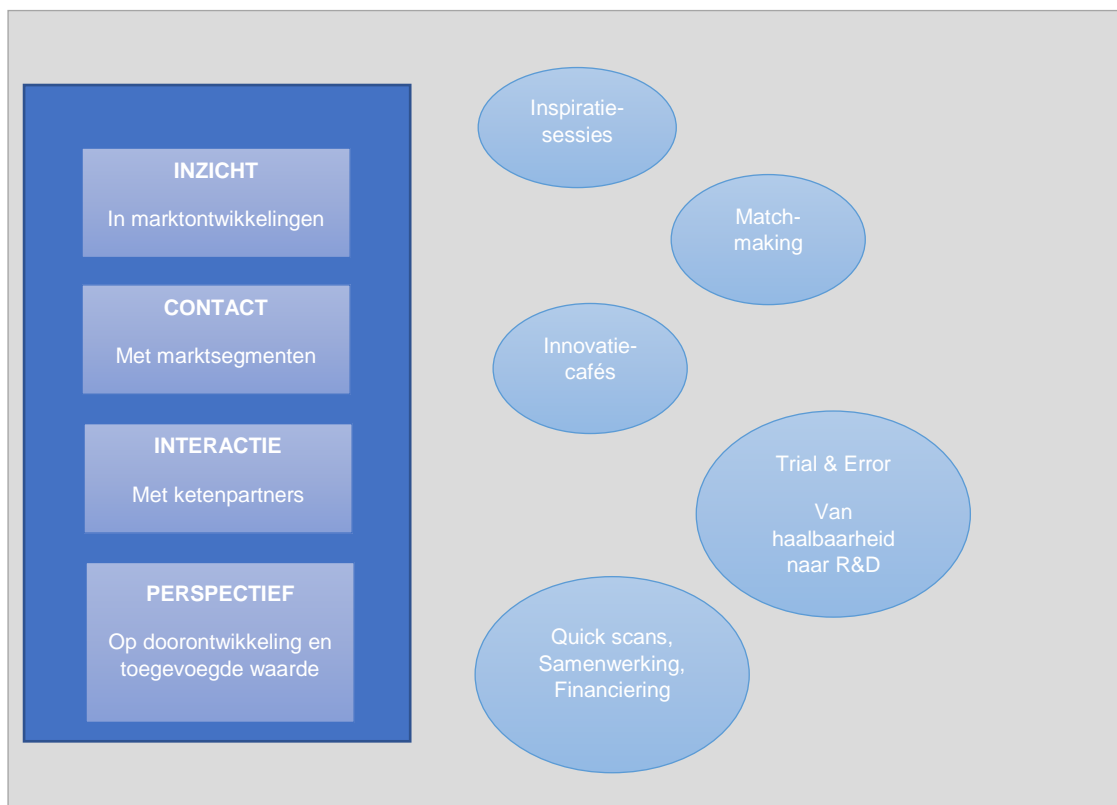 INZICHT
In marktontwikkelingen
CONTACT
Met marktsegmenten
INTERACTIE
Met ketenpartners
PERSPECTIEF
Op doorontwikkeling en
toegevoegde waarde
Inspiratie-
sessies
Match-
making
Innovatie-
cafés
Trial & Error
Van
haalbaarheid
naar R&D
Quick scans,
Samenwerking,
Financiering